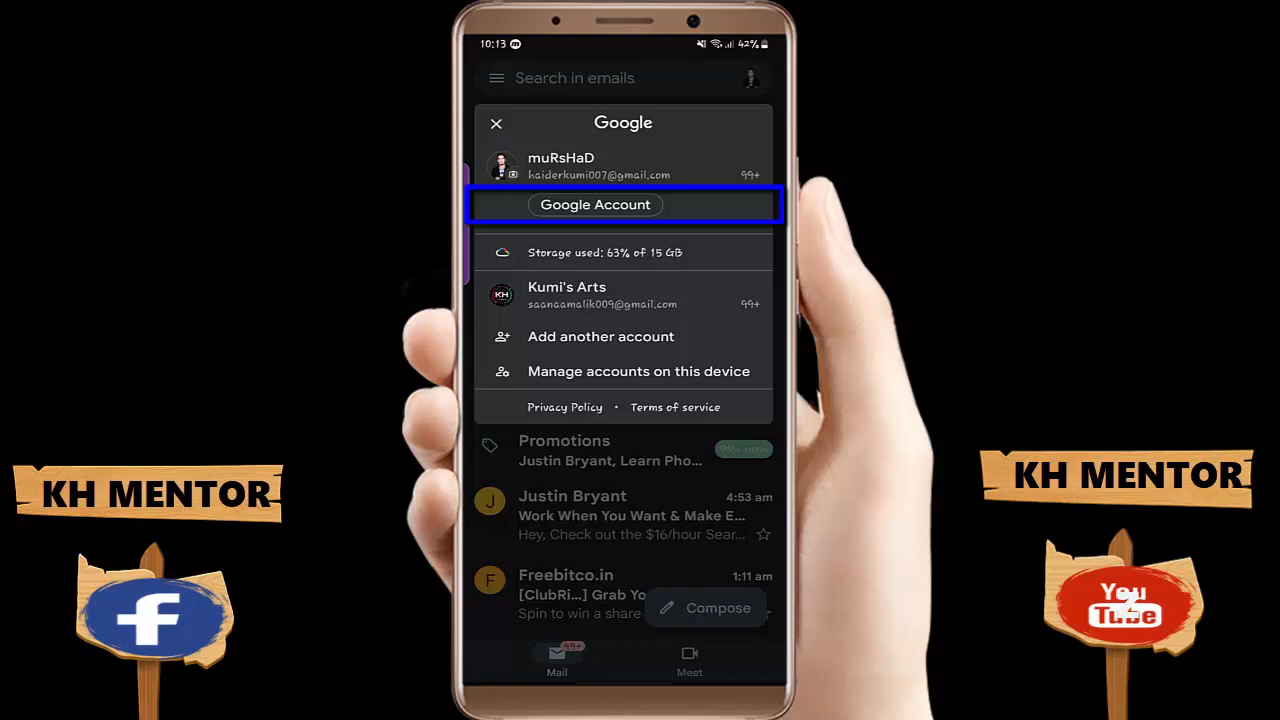 10:13
42%
Search in emails
Google
muRsHaD
haiderkumi007@gmail.com
99+
Google Account
Storage used: 63% of 15 GB
Kumi's Arts
KH
saanaamalik009@gmail.com
99+
Add another account
Manage accounts on this device
Privacy Policy • Terms of service
Promotions
99+ new
Justin Bryant, Learn Pho...
J
Justin Bryant
4:53 am
Work When You Want & Make E...
Hey, Check out the $16/hour Sear...
F
Freebitco.in
1:11 am
[ClubRi...] Grab Yo
Spin to win a share
Compose
99+
Mail
Meet
KH MENTOR
f
KH MENTOR
You
Tube